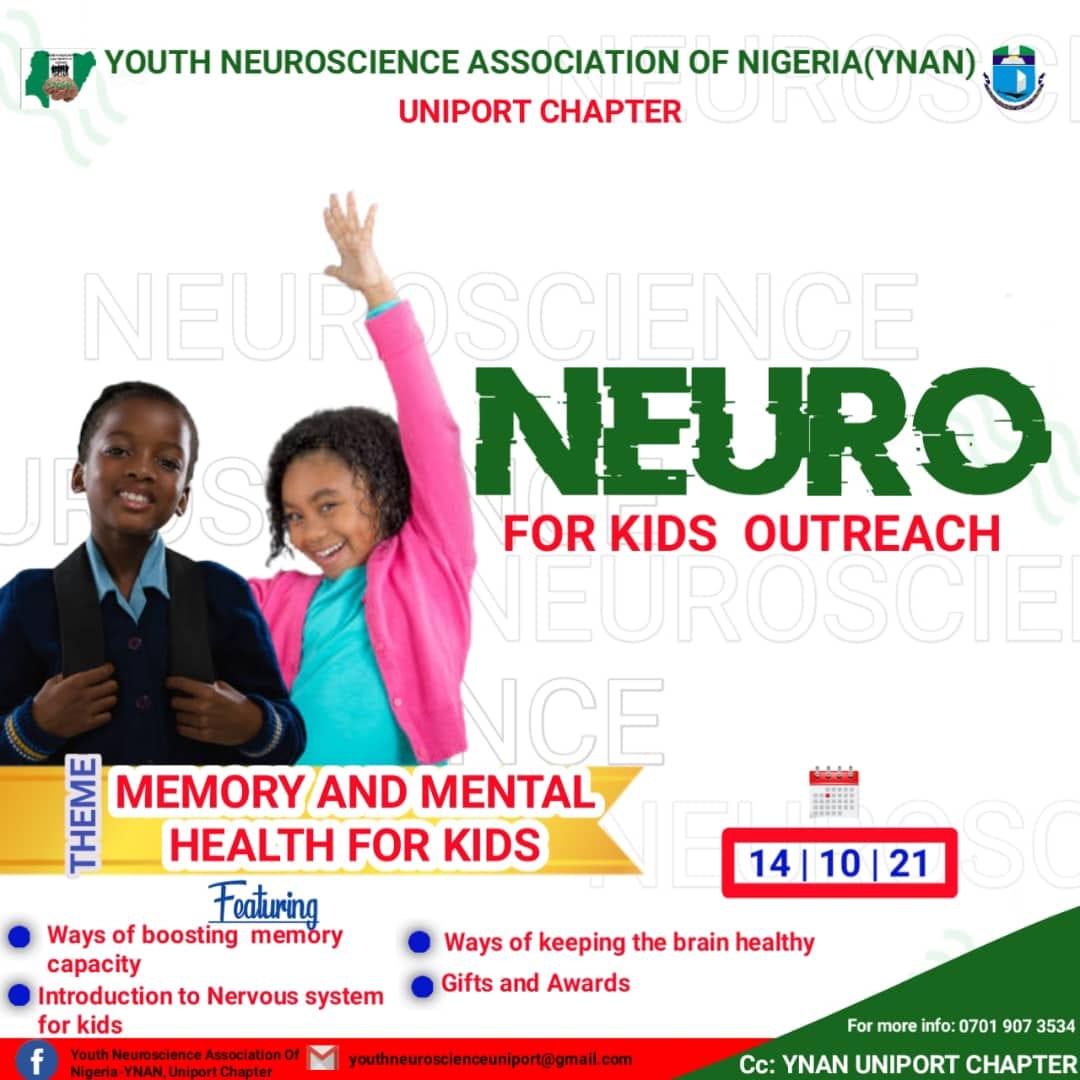 YOUTH NEUROSCIENCE ASSOCIATION OF NIGERIA(YNAN)
UNIPORT CHAPTER
NEUROSCI
NEUROSCIENCE
NEURO
FOR KIDS OUTREACH
NEUROSCIE
NCE
THEME
MEMORY AND MENTAL
HEALTH FOR KIDS
14 | 10 | 21
Featuring
Ways of boosting memory
capacity
Introduction to Nervous system
for kids
Ways of keeping the brain healthy
Gifts and Awards
For more info: 0701 907 3534
Youth Neuroscience Association Of
Nigeria-YNAN, Uniport Chapter
youthneuroscienceuniport@gmail.com
Cc: YNAN UNIPORT CHAPTER